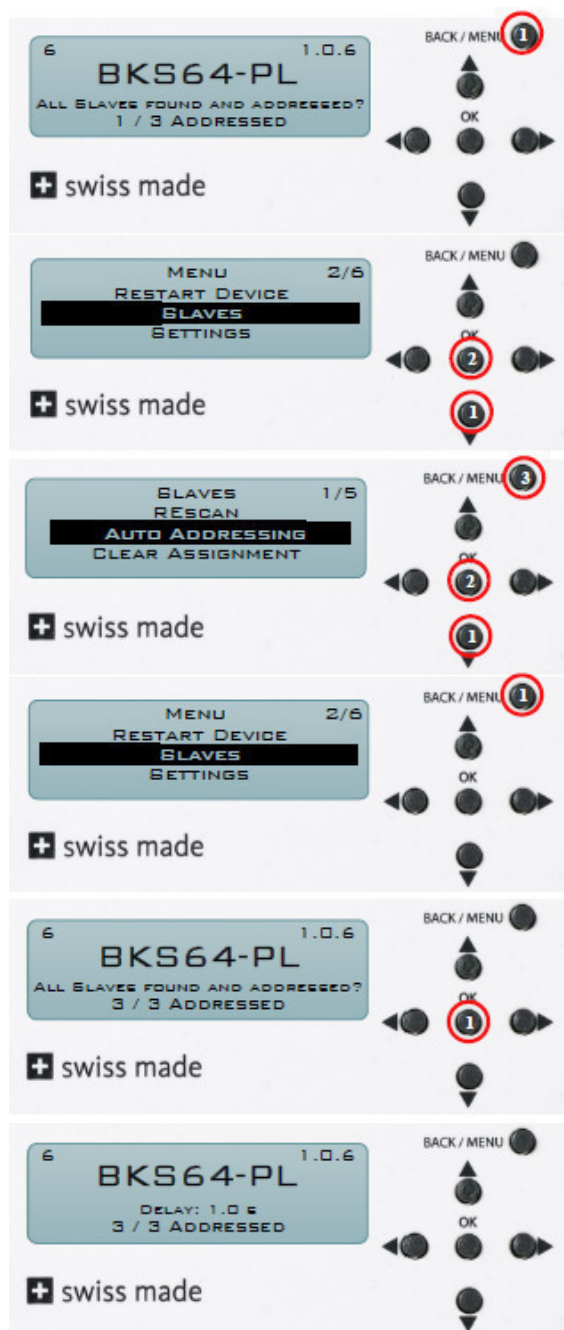 6 1.0.6
BACK / MENU 1
BKS64-PL
ALL SLAVES FOUND AND ADDRESSED?
1 / 3 ADDRESSED
OK
swiss made
BACK / MENU
MENU 2/6
RESTART DEVICE
SLAVES
SETTINGS
OK
2
1
swiss made
BACK / MENU 3
SLAVES 1/5
REscan
AUTO ADDRESSING
CLEAR ASSIGNMENT
OK
2
1
swiss made
BACK / MENU 1
MENU 2/6
RESTART DEVICE
SLAVES
SETTINGS
OK
swiss made
BACK / MENU
6 1.0.6
BKS64-PL
ALL SLAVES FOUND AND ADDRESSED?
3 / 3 ADDRESSED
OK
1
swiss made
BACK / MENU
6 1.0.6
BKS64-PL
DELAY: 1.0 s
3 / 3 ADDRESSED
OK
swiss made